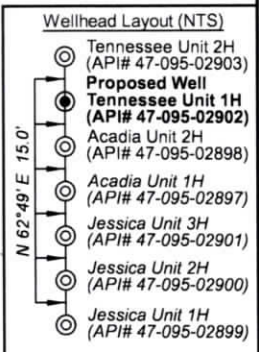 Wellhead Layout (NTS)
Tennessee Unit 2H
(API# 47-095-02903)
Proposed Well
Tennessee Unit 1H
(API# 47-095-02902)
Acadia Unit 2H
(API# 47-095-02898)
Acadia Unit 1H
(API# 47-095-02897)
Jessica Unit 3H
(API# 47-095-02901)
Jessica Unit 2H
(API# 47-095-02900)
Jessica Unit 1H
(API# 47-095-02899)
N 62°49' E 15.0'